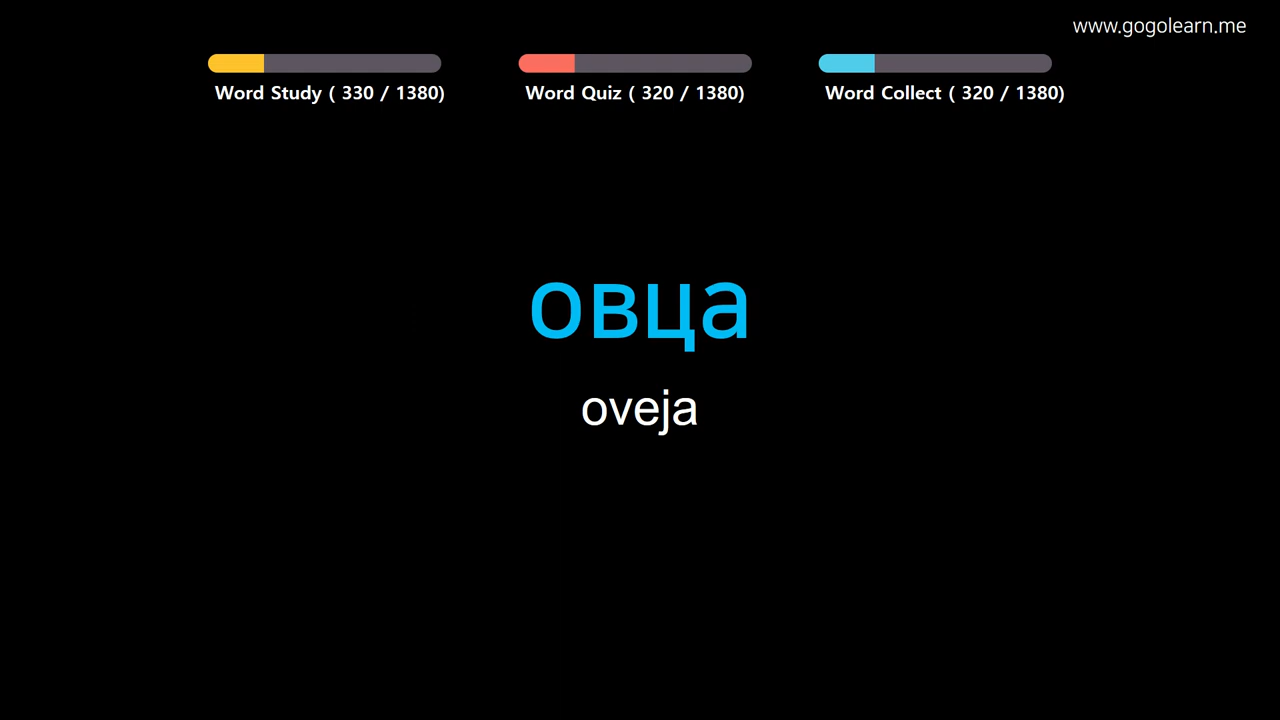 www.gogolearn.me
Word Study ( 330 / 1380)
Word Quiz ( 320 / 1380)
Word Collect ( 320 / 1380)
овца
oveja